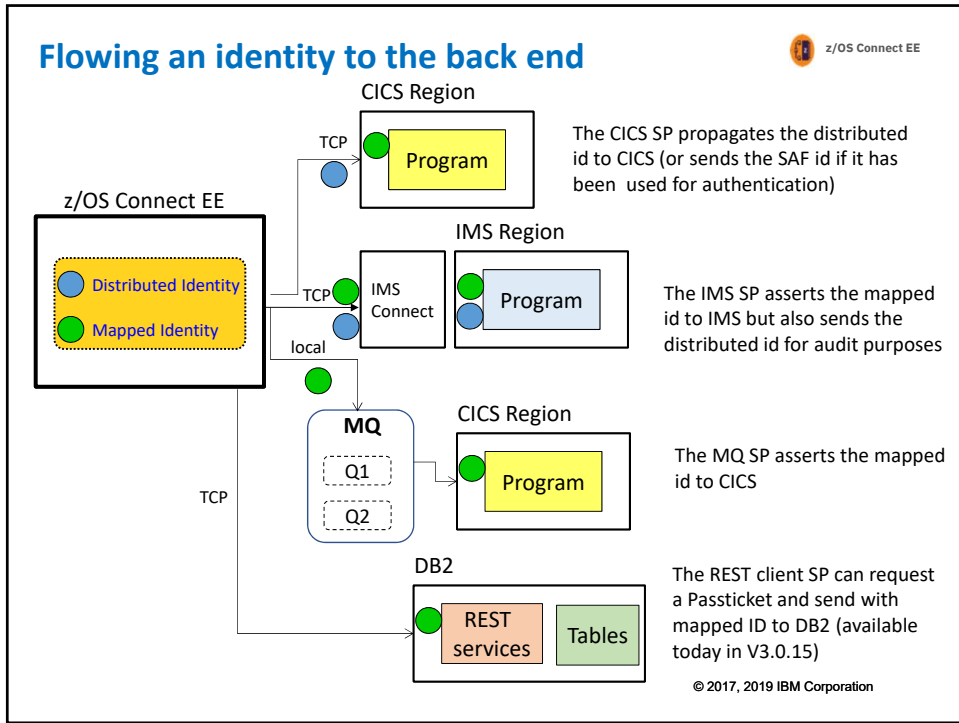 Flowing an identity to the back end
z/OS Connect EE
CICS Region
TCP
Program
The CICS SP propagates the distributed
id to CICS (or sends the SAF id if it has
been used for authentication)
z/OS Connect EE
Distributed Identity
Mapped Identity
IMS Region
TCP
IMS
Connect
Program
The IMS SP asserts the mapped
id to IMS but also sends the
distributed id for audit purposes
local
MQ
Q1
Q2
CICS Region
Program
The MQ SP asserts the mapped
id to CICS
TCP
DB2
REST
services
Tables
The REST client SP can request
a Passticket and send with
mapped ID to DB2 (available
today in V3.0.15)
© 2017, 2019 IBM Corporation